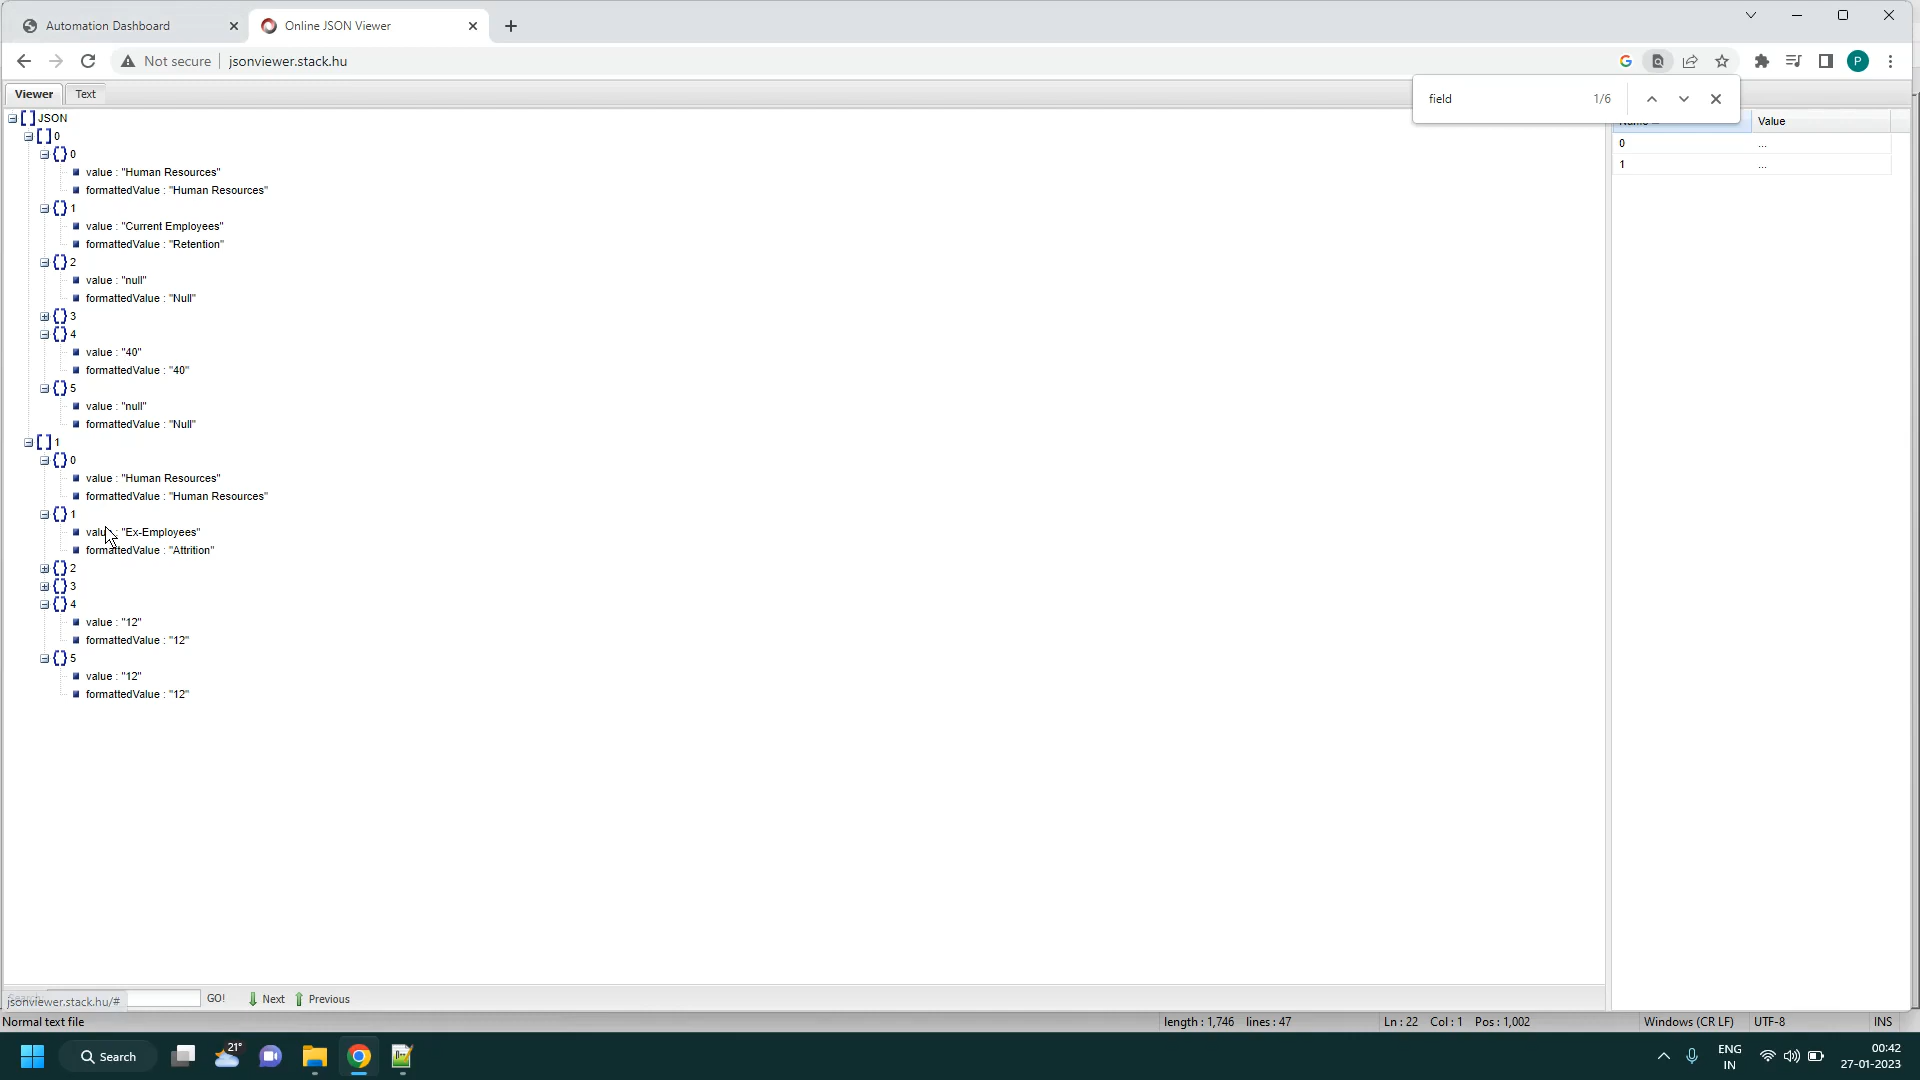 Automation Dashboard
Online JSON Viewer
Not secure
jsonviewer.stack.hu
P
Viewer
Text
field
1/6
JSON
0
0
value : "Human Resources"
formattedValue : "Human Resources"
1
value : "Current Employees"
formattedValue : "Retention"
2
value : "null"
formattedValue : "Null"
3
4
value : "40"
formattedValue : "40"
5
value : "null"
formattedValue : "Null"
1
0
value : "Human Resources"
formattedValue : "Human Resources"
1
value : "Ex-Employees"
formattedValue : "Attrition"
2
3
4
value : "12"
formattedValue : "12"
5
value : "12"
formattedValue : "12"
Name
Value
0
...
1
...
jsonviewer.stack.hu/#
GO!
Next
Previous
Normal text file
length : 1,746 lines : 47
Ln : 22 Col : 1 Pos : 1,002
Windows (CR LF)
UTF-8
INS
Search
21°
ENG
IN
00:42
27-01-2023